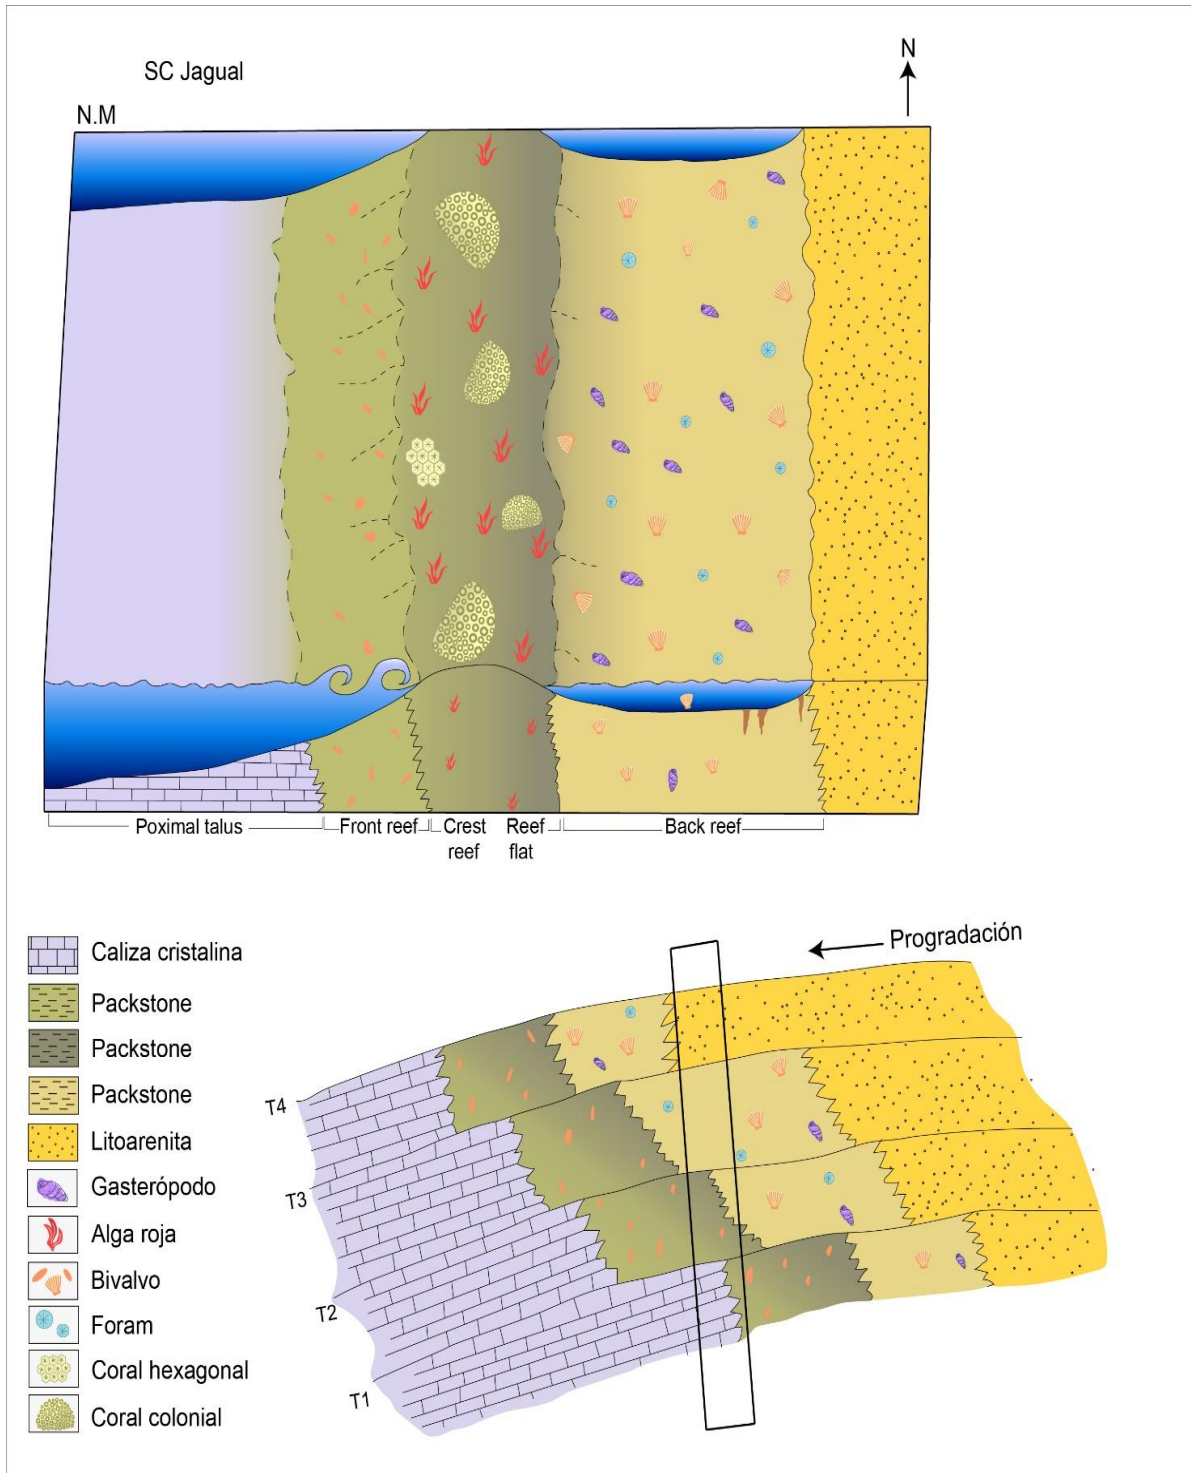 SC Jagual
N
N.M
Poximal talus
Front reef
Crest
reef
Reef
flat
Back reef
Caliza cristalina
Packstone
Packstone
Packstone
Litoarenita
Gasterópodo
Alga roja
Bivalvo
Foram
Coral hexagonal
Coral colonial
Progradación
T4
T3
T2
T1